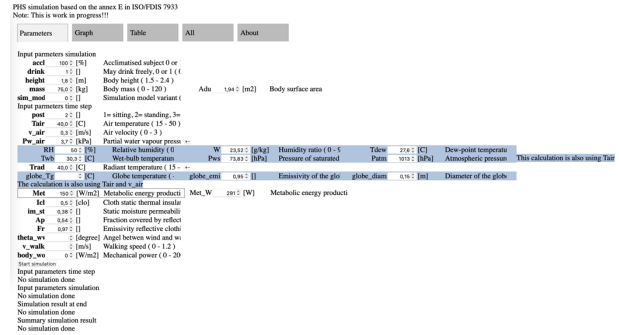 PHS simulation based on the annex E in ISO/FDIS 7933
Note: This is work in progress!!!
Parameters Graph Table All About
Input parmeters simulation
accl 100 [%] Acclimatised subject 0 or
drink 1 [] May drink freely, 0 or 1 ( (
height 1,8 [m] Body height ( 1.5 - 2.4 )
mass 75,0 [kg] Body mass ( 0 - 120 ) Adu 1,94 [m2] Body surface area
sim_mod 0 [] Simulation model variant (
Input parmeters time step
post 2 [] 1= sitting, 2= standing, 3=
Tair 40,0 [C] Air temperature ( 15 - 50 )
v_air 0,3 [m/s] Air velocity ( 0 - 3 )
Pw_air 3,7 [kPa] Partial water vapour presss ←
RH 50 [%] Relative humidity ( 0 W 23,52 [g/kg] Humidity ratio ( 0 - 5 Tdew 27,6 [C] Dew-point temperatu
Twb 30,3 [C] Wet-bulb temperatun Pws 73,83 [hPa] Pressure of saturated Patm 1013 [hPa] Atmospheric pressun This calculation is also using Tair
Trad 40,0 [C] Radiant temperature ( 15 - ←
globe_Tg [C] Globe temperature ( - globe_emi 0,95 [] Emissivity of the glo globe_diam 0,15 [m] Diameter of the glob
The calculation is also using Tair and v_air
Met 150 [W/m2] Metabolic energy producti Met_W 291 [W] Metabolic energy producti
Icl 0,5 [clo] Cloth static thermal insula
im_st 0,38 [] Static moisture permeabili
Ap 0,54 [] Fraction covered by reflect
Fr 0,97 [] Emissivity reflective clothi
theta_wv [degree] Angel betwen wind and wa
v_walk [m/s] Walking speed ( 0 - 1.2 )
body_wo 0 [W/m2] Mechanical power ( 0 - 20
Start simulation
Input parameters time step
No simulation done
Input parameters simulation
No simulation done
Simulation result at end
No simulation done
Summary simulation result
No simulation done